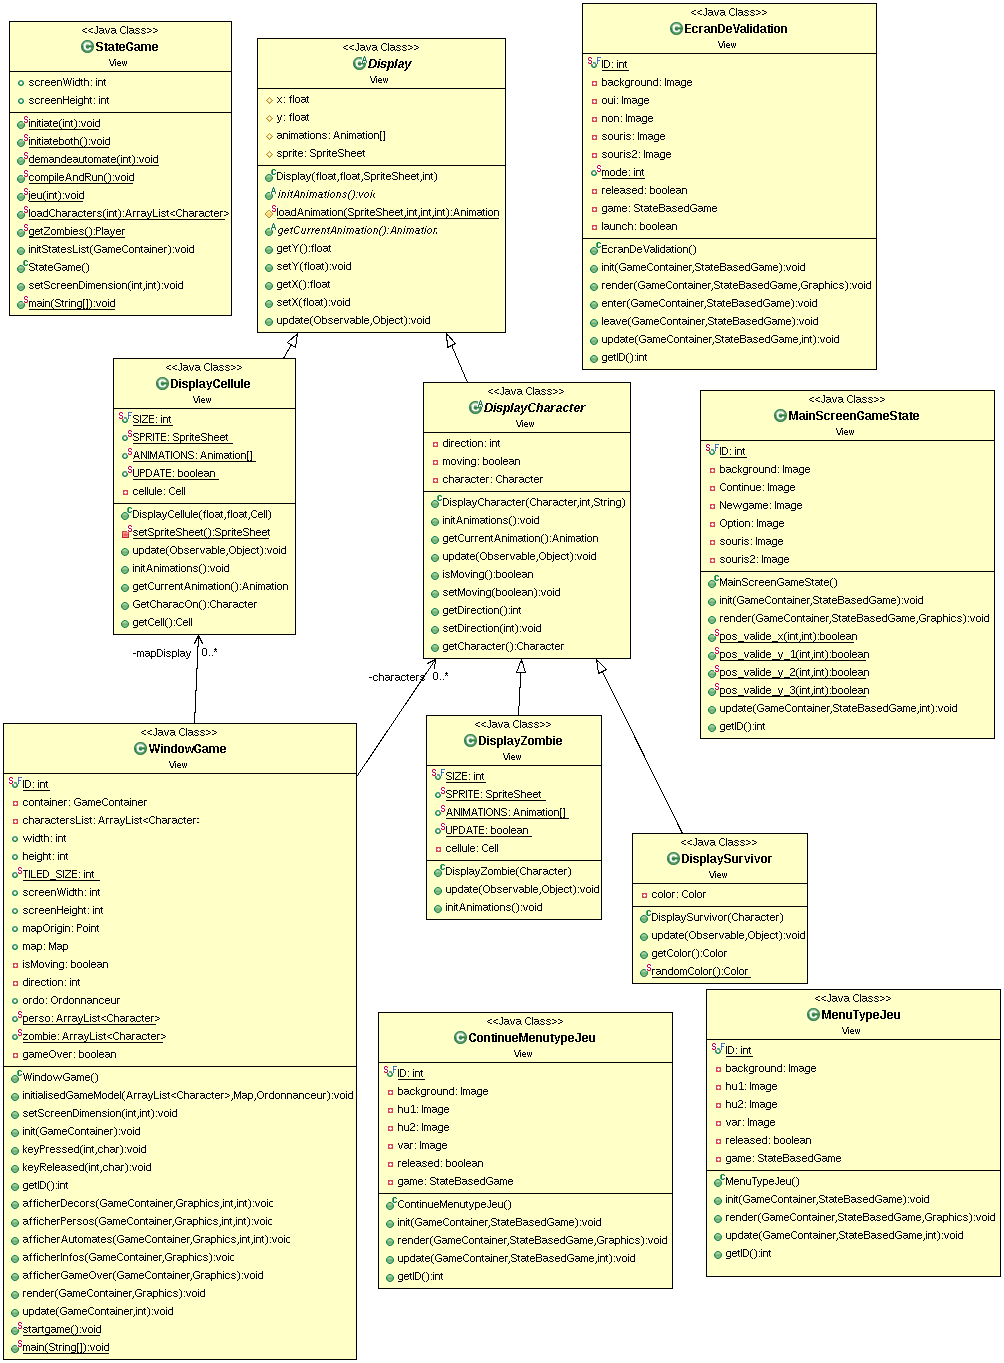 <<Java Class>>
StateGame
View
screenWidth: int
screenHeight: int
initiate(int):void
initiateboth():void
demandeautomate(int):void
compileAndRun():void
jeu(int):void
loadCharacters(int):ArrayList<Character>
getZombies():Player
initStatesList(GameContainer):void
StateGame()
setScreenDimension(int,int):void
main(String[]):void
<<Java Class>>
Display
View
x: float
y: float
animations: Animation[]
sprite: SpriteSheet
Display(float,float,SpriteSheet,int)
initAnimations():void
loadAnimation(SpriteSheet,int,int,int):Animation
getCurrentAnimation():Animation
getY():float
setY(float):void
getX():float
setX(float):void
update(Observable,Object):void
<<Java Class>>
EcranDeValidation
View
ID: int
background: Image
oui: Image
non: Image
souris: Image
souris2: Image
mode: int
released: boolean
game: StateBasedGame
launch: boolean
EcranDeValidation()
init(GameContainer,StateBasedGame):void
render(GameContainer,StateBasedGame,Graphics):void
enter(GameContainer,StateBasedGame):void
leave(GameContainer,StateBasedGame):void
update(GameContainer,StateBasedGame,int):void
getID():int
<<Java Class>>
DisplayCellule
View
SIZE: int
SPRITE: SpriteSheet
ANIMATIONS: Animation[]
UPDATE: boolean
cellule: Cell
DisplayCellule(float,float,Cell)
setSpriteSheet():SpriteSheet
update(Observable,Object):void
initAnimations():void
getCurrentAnimation():Animation
GetCharacOn():Character
getCell():Cell
<<Java Class>>
DisplayCharacter
View
direction: int
moving: boolean
character: Character
DisplayCharacter(Character,int,String)
initAnimations():void
getCurrentAnimation():Animation
update(Observable,Object):void
isMoving():boolean
setMoving(boolean):void
getDirection():int
setDirection(int):void
getCharacter():Character
<<Java Class>>
MainScreenGameState
View
ID: int
background: Image
Continue: Image
Newgame: Image
Option: Image
souris: Image
souris2: Image
MainScreenGameState()
init(GameContainer,StateBasedGame):void
render(GameContainer,StateBasedGame,Graphics):void
pos_valide_x(int,int):boolean
pos_valide_y_1(int,int):boolean
pos_valide_y_2(int,int):boolean
pos_valide_y_3(int,int):boolean
update(GameContainer,StateBasedGame,int):void
getID():int
-mapDisplay 0..*
-characters 0..*
<<Java Class>>
WindowGame
View
ID: int
container: GameContainer
charactersList: ArrayList<Character>
width: int
height: int
TILED_SIZE: int
screenWidth: int
screenHeight: int
mapOrigin: Point
map: Map
isMoving: boolean
direction: int
ordo: Ordonnanceur
perso: ArrayList<Character>
zombie: ArrayList<Character>
gameOver: boolean
WindowGame()
initialisedGameModel(ArrayList<Character>,Map,Ordonnanceur):void
setScreenDimension(int,int):void
init(GameContainer):void
keyPressed(int,char):void
keyReleased(int,char):void
getID():int
afficherDecors(GameContainer,Graphics,int,int):void
afficherPersos(GameContainer,Graphics,int,int):void
afficherAutomates(GameContainer,Graphics,int,int):void
afficherInfos(GameContainer,Graphics):void
afficherGameOver(GameContainer,Graphics):void
render(GameContainer,Graphics):void
update(GameContainer,int):void
startgame():void
main(String[]):void
<<Java Class>>
DisplayZombie
View
SIZE: int
SPRITE: SpriteSheet
ANIMATIONS: Animation[]
UPDATE: boolean
cellule: Cell
DisplayZombie(Character)
update(Observable,Object):void
initAnimations():void
<<Java Class>>
DisplaySurvivor
View
color: Color
DisplaySurvivor(Character)
update(Observable,Object):void
getColor():Color
randomColor():Color
<<Java Class>>
ContinueMenutypeJeu
View
ID: int
background: Image
hu1: Image
hu2: Image
var: Image
released: boolean
game: StateBasedGame
ContinueMenutypeJeu()
init(GameContainer,StateBasedGame):void
render(GameContainer,StateBasedGame,Graphics):void
update(GameContainer,StateBasedGame,int):void
getID():int
<<Java Class>>
MenuTypeJeu
View
ID: int
background: Image
hu1: Image
hu2: Image
var: Image
released: boolean
game: StateBasedGame
MenuTypeJeu()
init(GameContainer,StateBasedGame):void
render(GameContainer,StateBasedGame,Graphics):void
update(GameContainer,StateBasedGame,int):void
getID():int